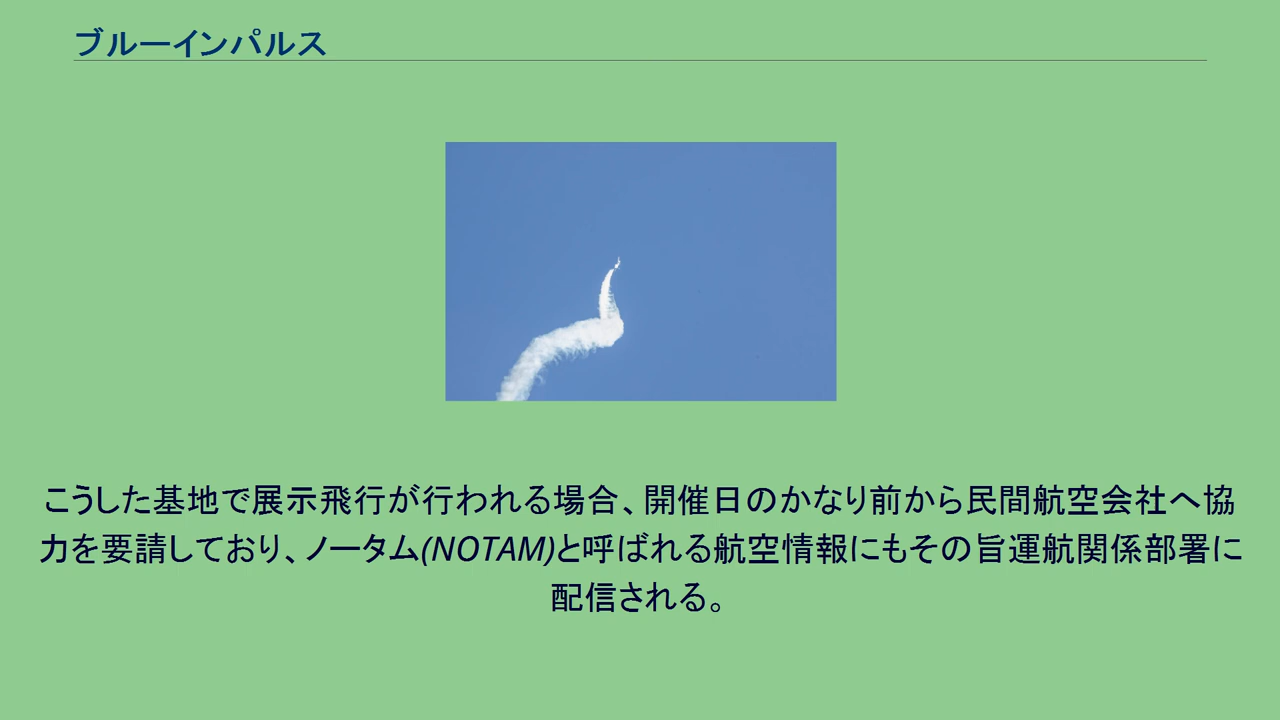 ブルーインパルス
こうした基地で展示飛行が行われる場合、開催日のかなり前から民間航空会社へ協
力を要請しており、ノータム(NOTAM)と呼ばれる航空情報にもその旨運航関係部署に
配信される。